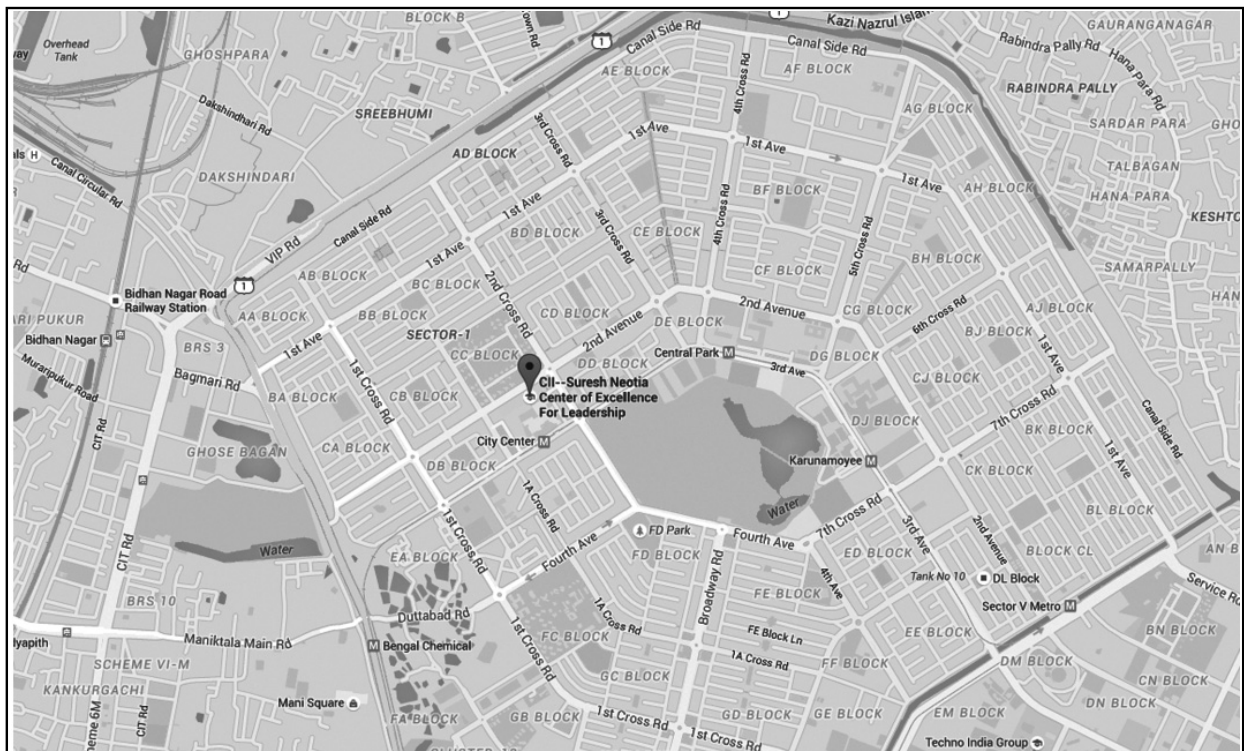 BLOCK B
1
Kazi Nazrul Islam
GAURANGANAGAR
way
Overhead
Tank
GHOSHPARA
Town Rd
1
Canal Side Rd
Canal Side Rd
Rabindra Pally Rd
Hana Para Rd
AE BLOCK
AF BLOCK
4th Cross Rd
RABINDRA PALLY
Dakshindhari Rd
SREEBHUMI
3rd Cross Rd
1st Ave
AG BLOCK
SARDAR PARA
GHO
als H
AD BLOCK
1st Ave
TALBAGAN
Canal Circular Rd
DAKSHINDARI
1st Ave
BF BLOCK
AH BLOCK
HANA PARA
1st Ave
KESHTO
Canal Side Rd
BD BLOCK
3rd Cross Rd
CE BLOCK
4th Cross Rd
5th Cross Rd
VIP Rd
1st Ave
BH BLOCK
SAMARPALLY
Rd
1
AB BLOCK
BC BLOCK
2nd Cross Rd
CF BLOCK
Bidhan Nagar Road
Railway Station
HAN
ARI PUKUR
AA BLOCK
BB BLOCK
SECTOR-1
CD BLOCK
2nd Avenue
DE BLOCK
2nd Avenue
CG BLOCK
6th Cross Rd
AJ BLOCK
BJ BLOCK
Bidhan Nagar
BRS 3
1st Ave
CC BLOCK
DD BLOCK
Central Park M
3rd Ave
DG BLOCK
1st Ave
Muraripukur Road
Bagmari Rd
1st Cross Rd
CII--Suresh Neotia
Center of Excellence
For Leadership
CJ BLOCK
BA BLOCK
CB BLOCK
7th Cross Rd
Canal Side Rd
CIT Rd
DJ BLOCK
BK BLOCK
GHOSE BAGAN
CA BLOCK
City Center M
1st Ave
DB BLOCK
Karunamoyee M
CK BLOCK
1A Cross Rd
BL BLOCK
Water
1st Cross Rd
FD Park
Fourth Ave
7th Cross Rd
3rd Ave
2nd Avenue
CIT Rd
Water
EA BLOCK
Fourth Ave
FD BLOCK
ED BLOCK
BLOCK CL
AN B
Broadway Rd
4th Ave
Tank No 10
DL Block
Service Rd
BRS 10
FE BLOCK
Duttabad Rd
1A Cross Rd
Sector V Metro M
lyapith
Maniktala Main Rd
1st Cross Rd
FC BLOCK
FE Block Ln
EE BLOCK
BN BLOCK
M Bengal Chemical
1A Cross Rd
SCHEME VI-M
FF BLOCK
DM BLOCK
CN BLOCK
KANKURGACHI
GC BLOCK
DN BLOCK
Mani Square
CIT Rd
heme 6M
FA BLOCK
GB BLOCK
1st Cross Rd
GD BLOCK
GE BLOCK
EM BLOCK
Techno India Group